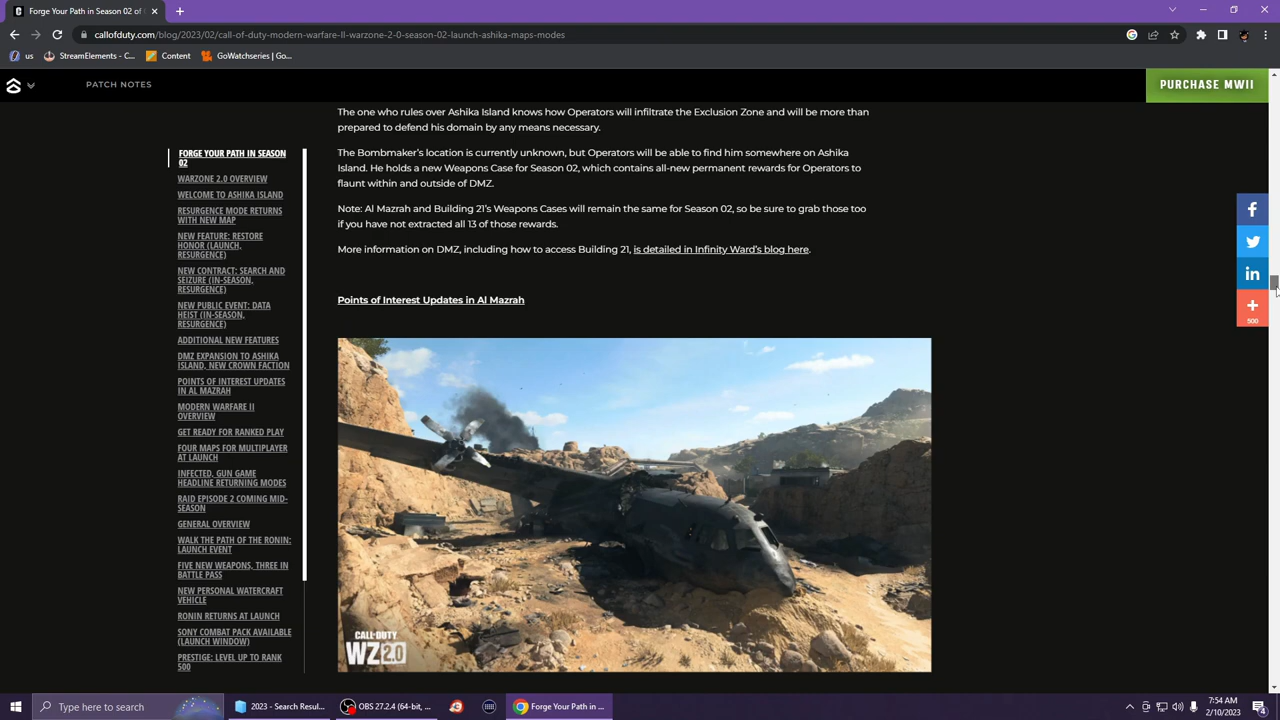 Forge Your Path in Season 02
callofduty.com/blog/2023/02/call-of-duty-modern-warfare-II-warzone-2-0-season-02-launch-ashika-maps-modes
us
StreamElements - C...
Content
GoWatchseries | Go...
PATCH NOTES
PURCHASE MWII
FORGE YOUR PATH IN SEASON
02
WARZONE 2.0 OVERVIEW
WELCOME TO ASHIKA ISLAND
RESURGENCE MODE RETURNS
WITH NEW MAP
NEW FEATURE: RESTORE
HONOR (LAUNCH,
RESURGENCE)
NEW CONTRACT: SEARCH AND
SEIZURE (IN-SEASON,
RESURGENCE)
NEW PUBLIC EVENT: DATA
HEIST (IN-SEASON,
RESURGENCE)
ADDITIONAL NEW FEATURES
DMZ EXPANSION TO ASHIKA
ISLAND, NEW CROWN FACTION
POINTS OF INTEREST UPDATES
IN AL MAZRAH
MODERN WARFARE II
OVERVIEW
GET READY FOR RANKED PLAY
FOUR MAPS FOR MULTIPLAYER
AT LAUNCH
INFECTED, GUN GAME
HEADLINE RETURNING MODES
RAID EPISODE 2 COMING MID-
SEASON
GENERAL OVERVIEW
WALK THE PATH OF THE RONIN:
LAUNCH EVENT
FIVE NEW WEAPONS, THREE IN
BATTLE PASS
NEW PERSONAL WATERCRAFT
VEHICLE
RONIN RETURNS AT LAUNCH
SONY COMBAT PACK AVAILABLE
(LAUNCH WINDOW)
PRESTIGE: LEVEL UP TO RANK
500
The one who rules over Ashika Island knows how Operators will infiltrate the Exclusion Zone and will be more than
prepared to defend his domain by any means necessary.
The Bombmaker's location is currently unknown, but Operators will be able to find him somewhere on Ashika
Island. He holds a new Weapons Case for Season 02, which contains all-new permanent rewards for Operators to
flaunt within and outside of DMZ.
Note: Al Mazrah and Building 21's Weapons Cases will remain the same for Season 02, so be sure to grab those too
if you have not extracted all 13 of those rewards.
More information on DMZ, including how to access Building 21, is detailed in Infinity Ward's blog here.
Points of Interest Updates in Al Mazrah
CALL OF DUTY
WZ 2.0
500
Type here to search
2023 - Search Resul...
OBS 27.2.4 (64-bit, ...
Forge Your Path in ...
7:54 AM
2/10/2023
4